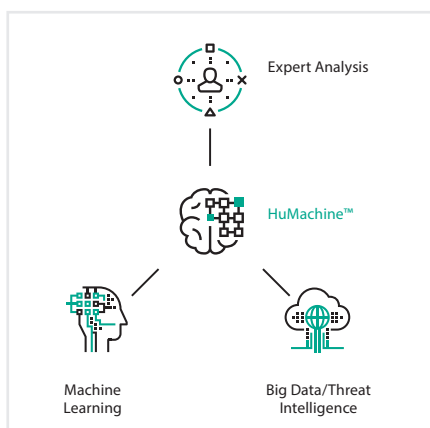 Expert Analysis
HuMachine™
Machine
Learning
Big Data/Threat
Intelligence